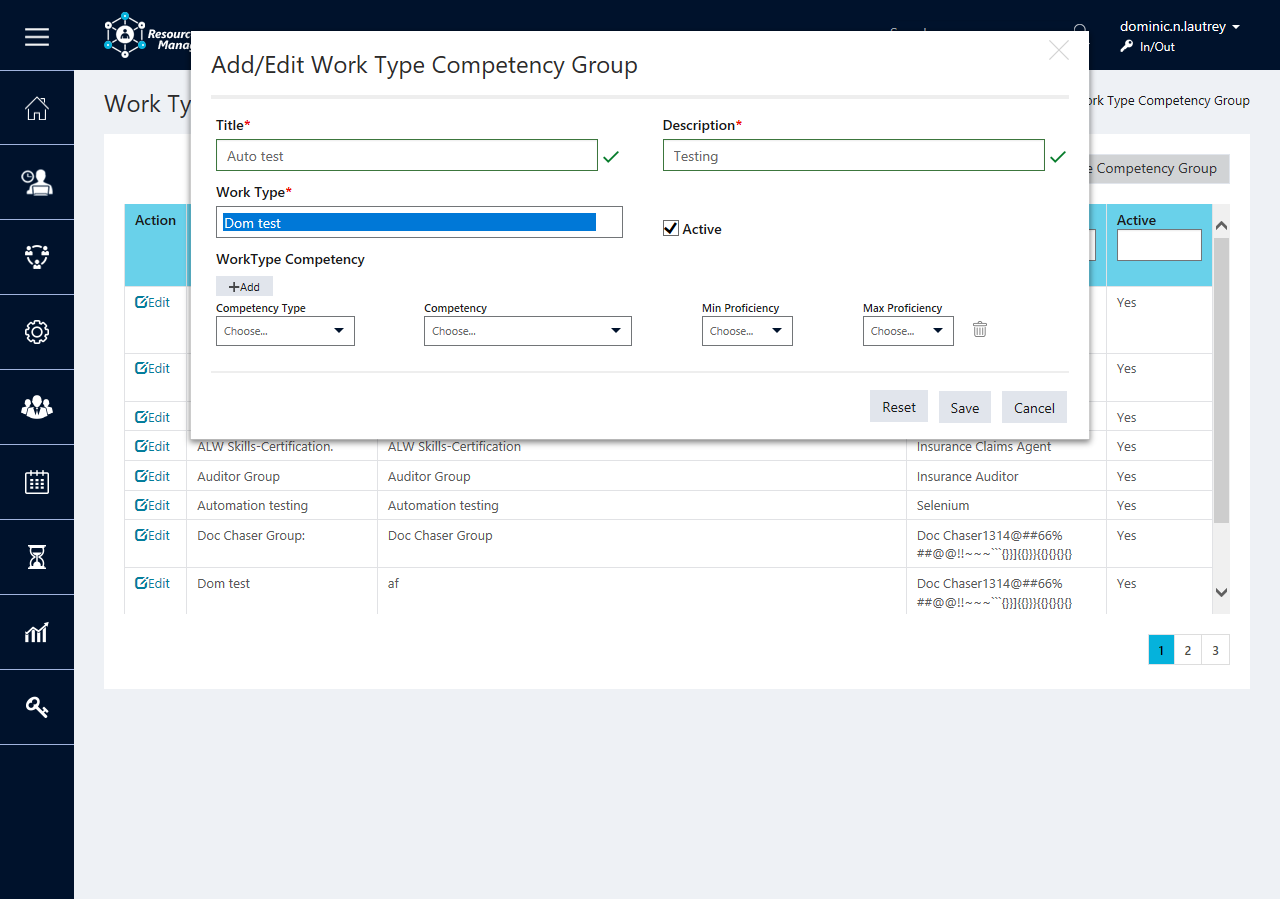 Resourc
Manag
dominic.n.lautrey
In/Out
Work Ty
ork Type Competency Group
Add/Edit Work Type Competency Group
Title*
Description*
Auto test
Testing
e Competency Group
Work Type*
Dom test
Active
WorkType Competency
Add
Competency Type
Competency
Min Proficiency
Max Proficiency
Choose...
Choose...
Choose...
Choose...
Reset
Save
Cancel
Action
Active
Edit
Yes
Edit
Yes
Edit
Yes
Edit ALW Skills-Certification. ALW Skills-Certification Insurance Claims Agent Yes
Edit Auditor Group Auditor Group Insurance Auditor Yes
Edit Automation testing Automation testing Selenium Yes
Edit Doc Chaser Group: Doc Chaser Group Doc Chaser1314@##66% Yes
Edit Dom test af Doc Chaser1314@##66% Yes
1 2 3